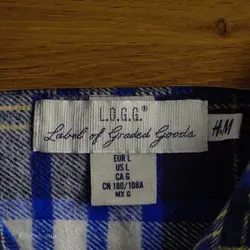 L.O.G.G.®
Label of Graded Goods
H&M
EUR L
US L
CA G
CN 180/108A
MX G